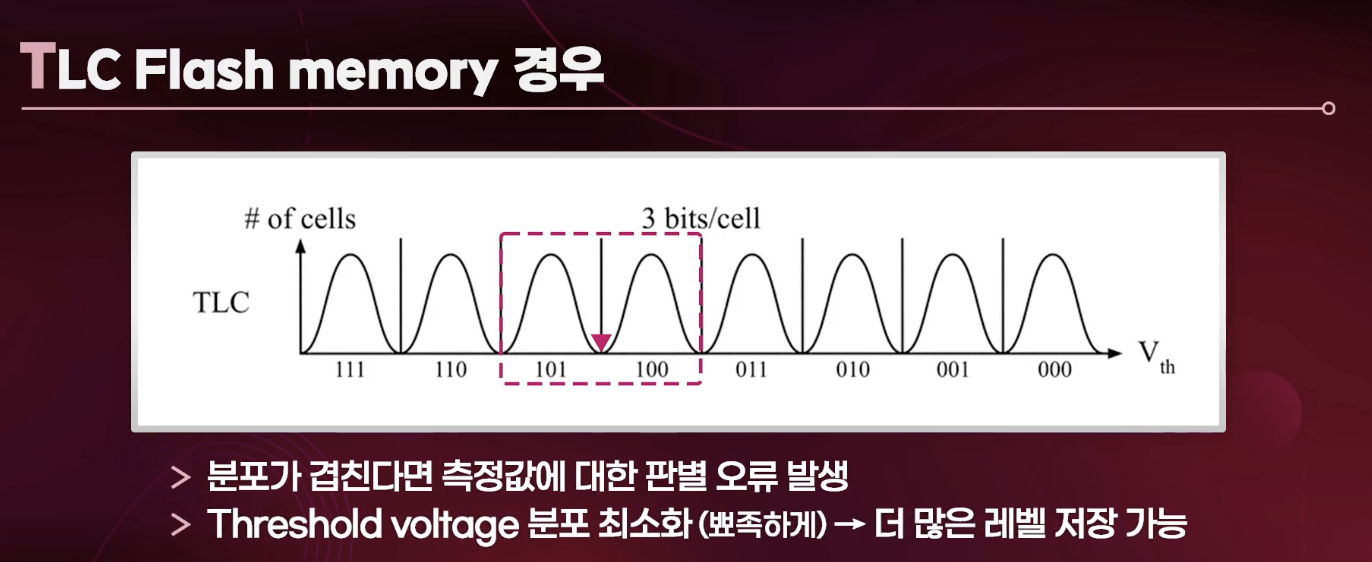 TLC Flash memory 경우
# of cells 3 bits/cell
TLC
111 110 101 100 011 010 001 000
Vth
> 분포가 겹친다면 측정값에 대한 판별 오류 발생
> Threshold voltage 분포 최소화 (뾰족하게) → 더 많은 레벨 저장 가능